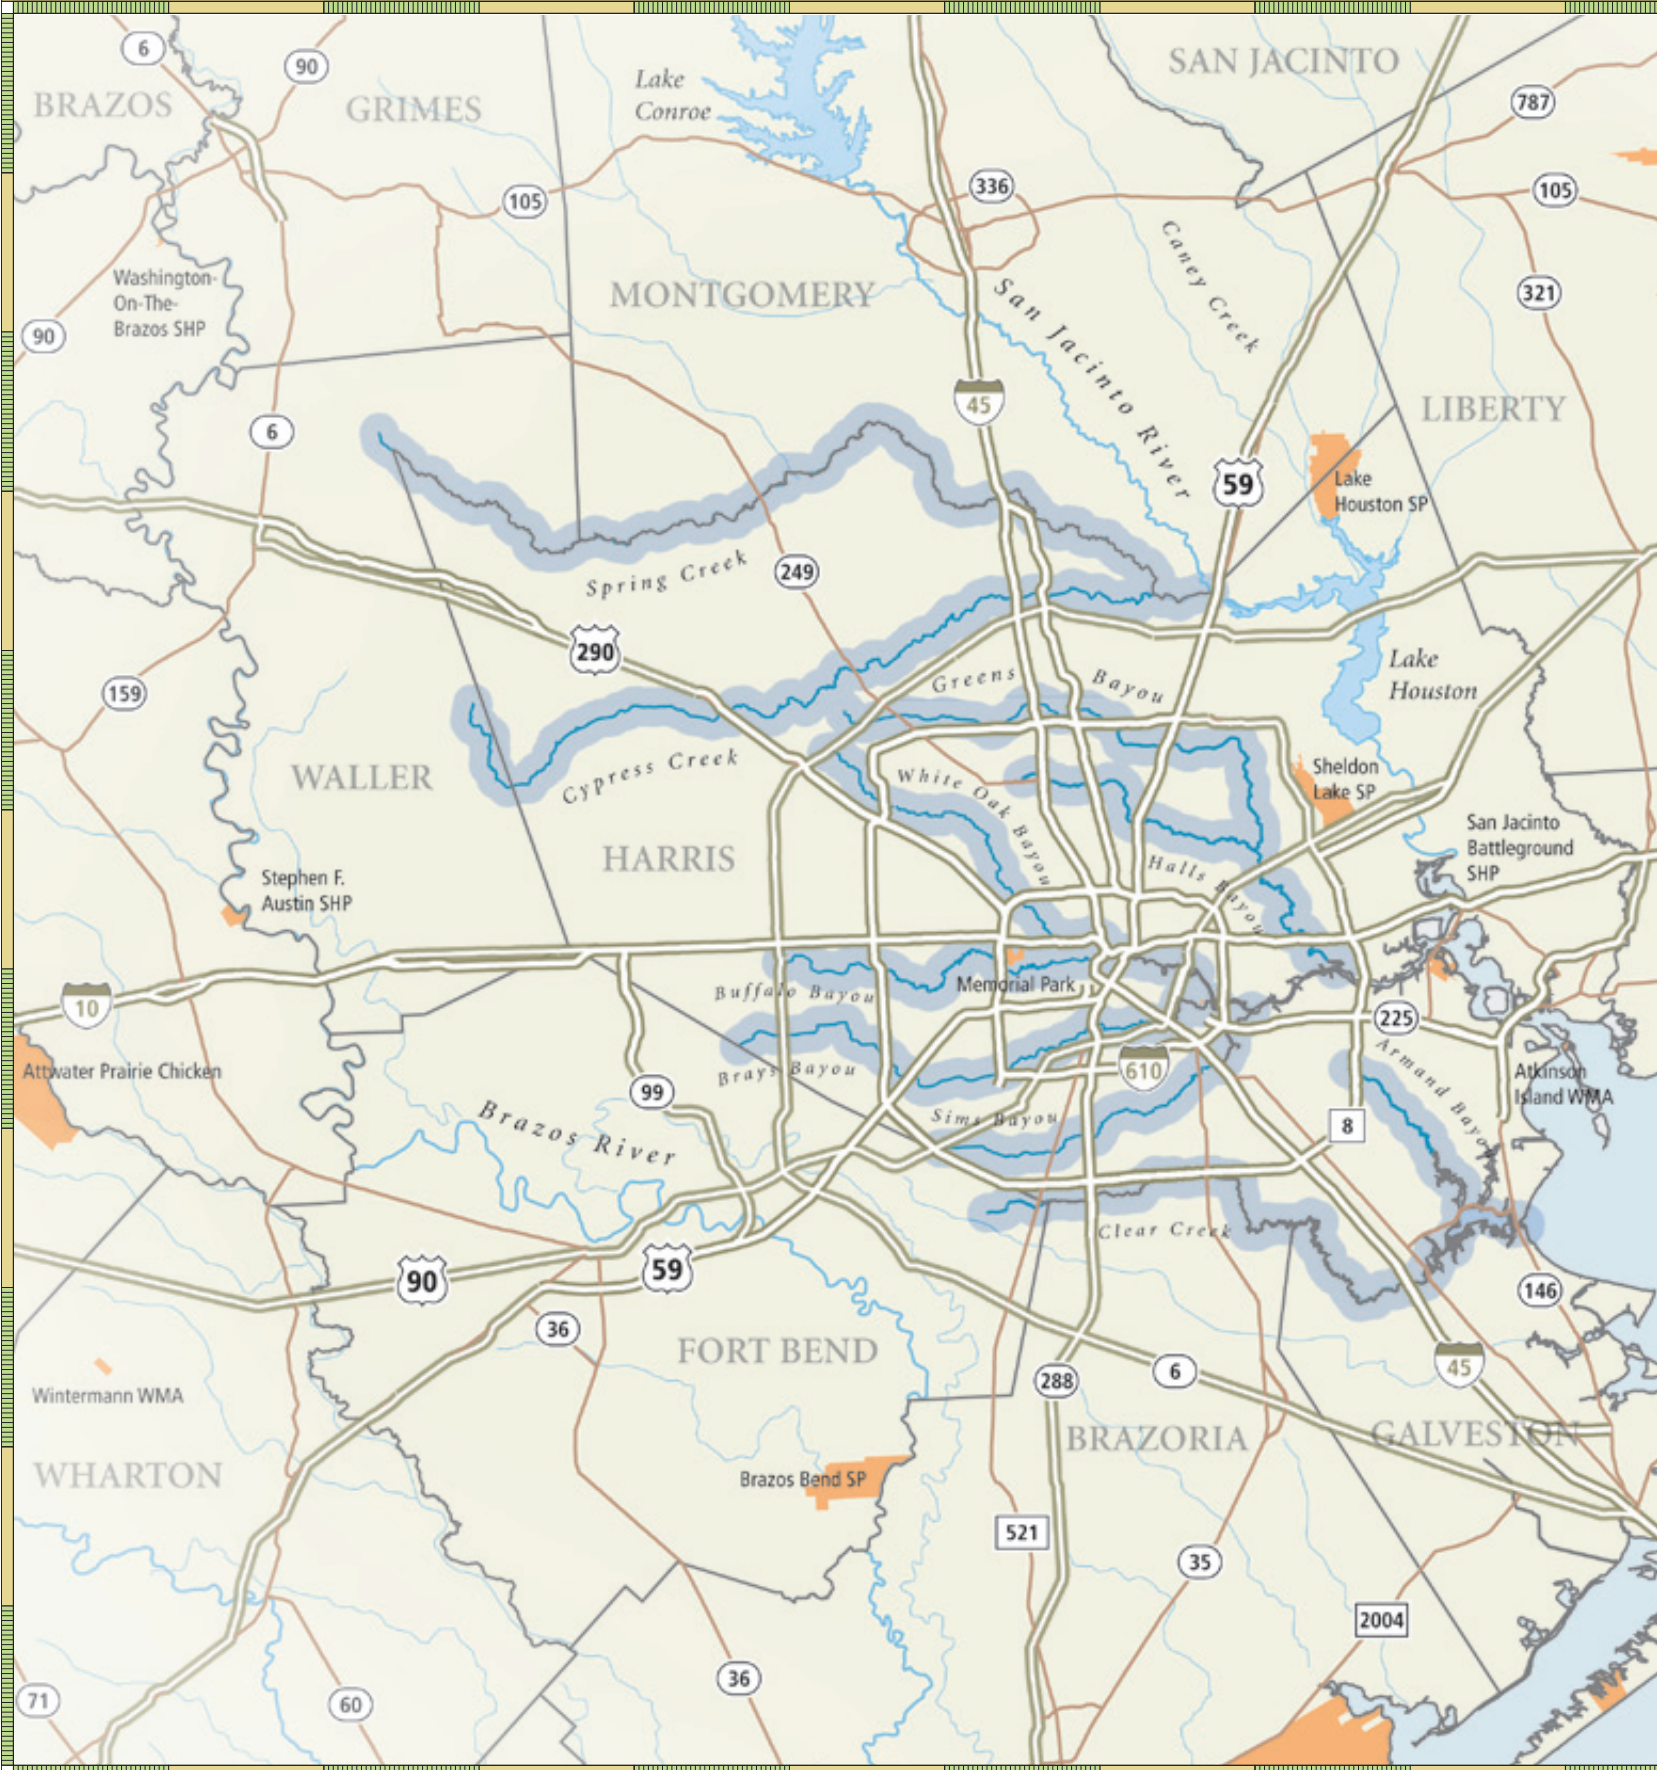 SAN JACINTO
6
90
Lake
Conroe
787
BRAZOS
GRIMES
336
105
105
Caney Creek
Washington-
On-The-
Brazos SHP
MONTGOMERY
San Jacinto River
321
90
45
LIBERTY
6
59
Lake
Houston SP
Spring Creek
249
290
Greens Bayou
Lake
Houston
159
WALLER
Cypress Creek
White Oak Bayou
Sheldon
Lake SP
San Jacinto
Battleground
SHP
HARRIS
Halls Bayou
Stephen F.
Austin SHP
Memorial Park
Buffalo Bayou
10
225
Armand Bayou
Attwater Prairie Chicken
Brays Bayou
610
Atkinson
Island WMA
99
Brazos River
Sims Bayou
8
Clear Creek
90
59
146
36
FORT BEND
45
288
6
Wintermann WMA
BRAZORIA
GALVESTON
WHARTON
Brazos Bend SP
521
35
2004
36
71
60